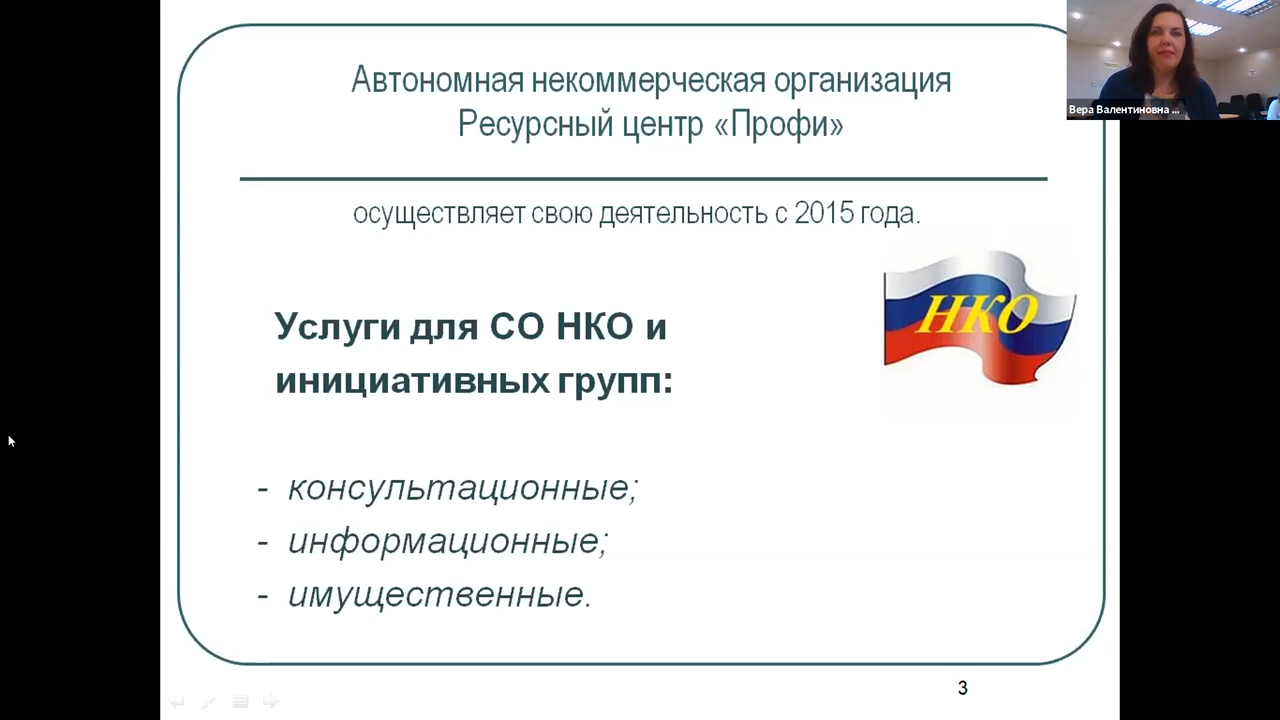 Автономная некоммерческая организация
Ресурсный центр «Профи»
осуществляет свою деятельность с 2015 года.
НКО
Услуги для СО НКО и
инициативных групп:
- консультационные;
- информационные;
- имущественные.
3
Вера Валентиновна ...